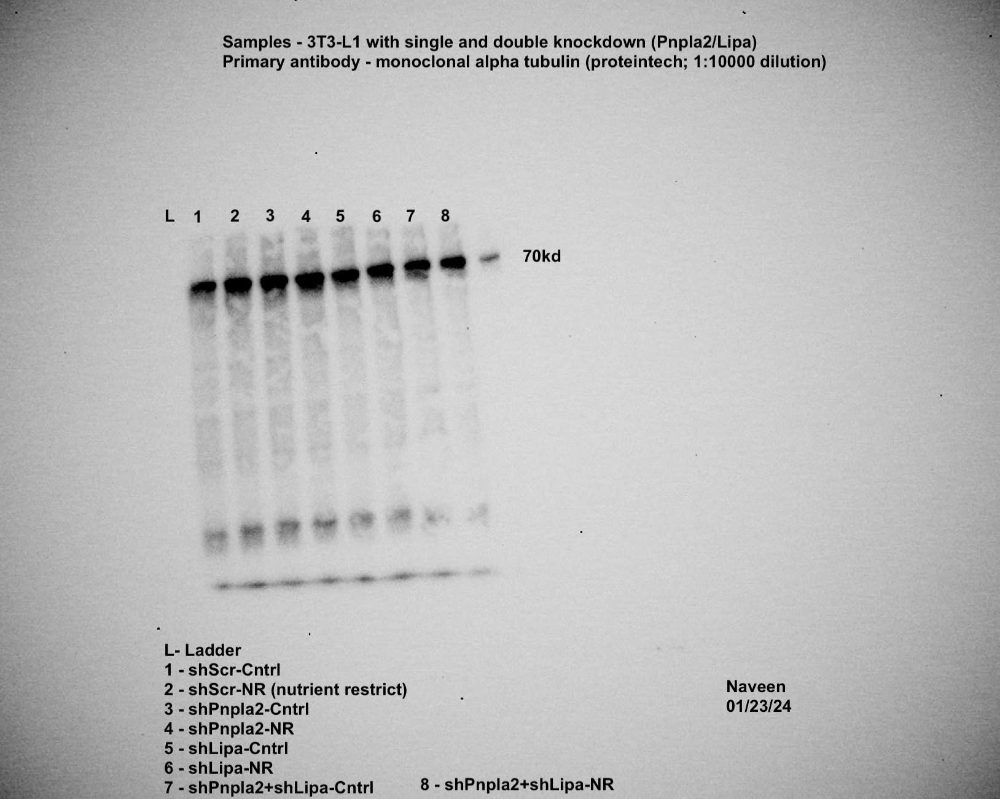 Samples - 3T3-L1 with single and double knockdown (Pnpla2/Lipa)
Primary antibody - monoclonal alpha tubulin (proteintech; 1:10000 dilution)
L 1 2 3 4 5 6 7 8
70kd
L- Ladder
1 - shScr-Cntrl
2 - shScr-NR (nutrient restrict)
3 - shPnpla2-Cntrl
4 - shPnpla2-NR
5 - shLipa-Cntrl
6 - shLipa-NR
7 - shPnpla2+shLipa-Cntrl
8 - shPnpla2+shLipa-NR
Naveen
01/23/24